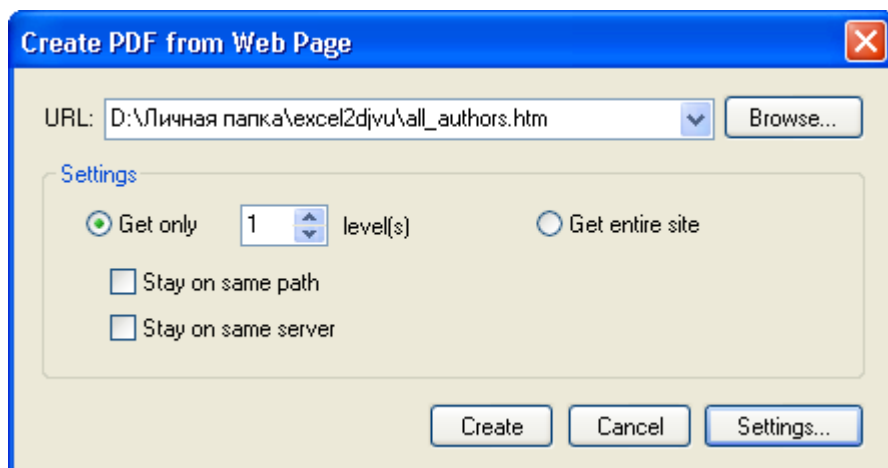 Create PDF from Web Page
URL: D:\Личная папка\excel2djvu\all_authors.htm Browse...
Settings
Get only 1 level(s) Get entire site
Stay on same path
Stay on same server
Create Cancel Settings...